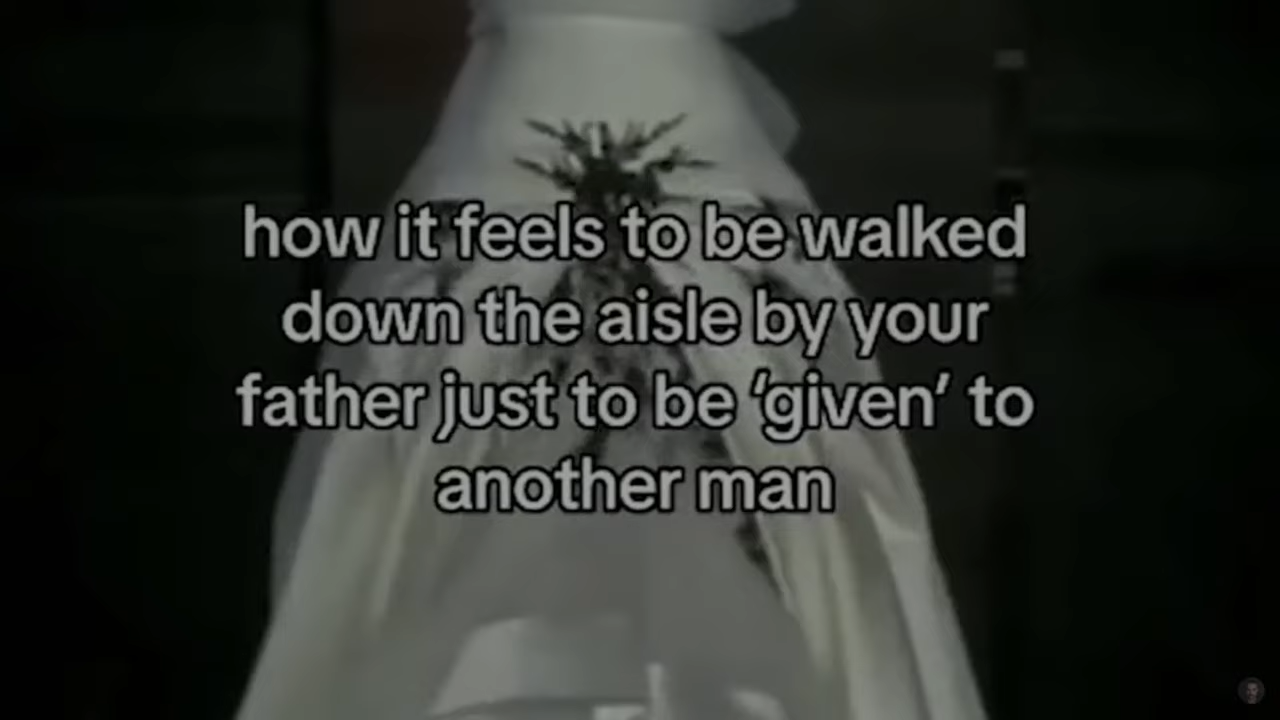 how it feels to be walked
down the aisle by your
father just to be ‘given’ to
another man